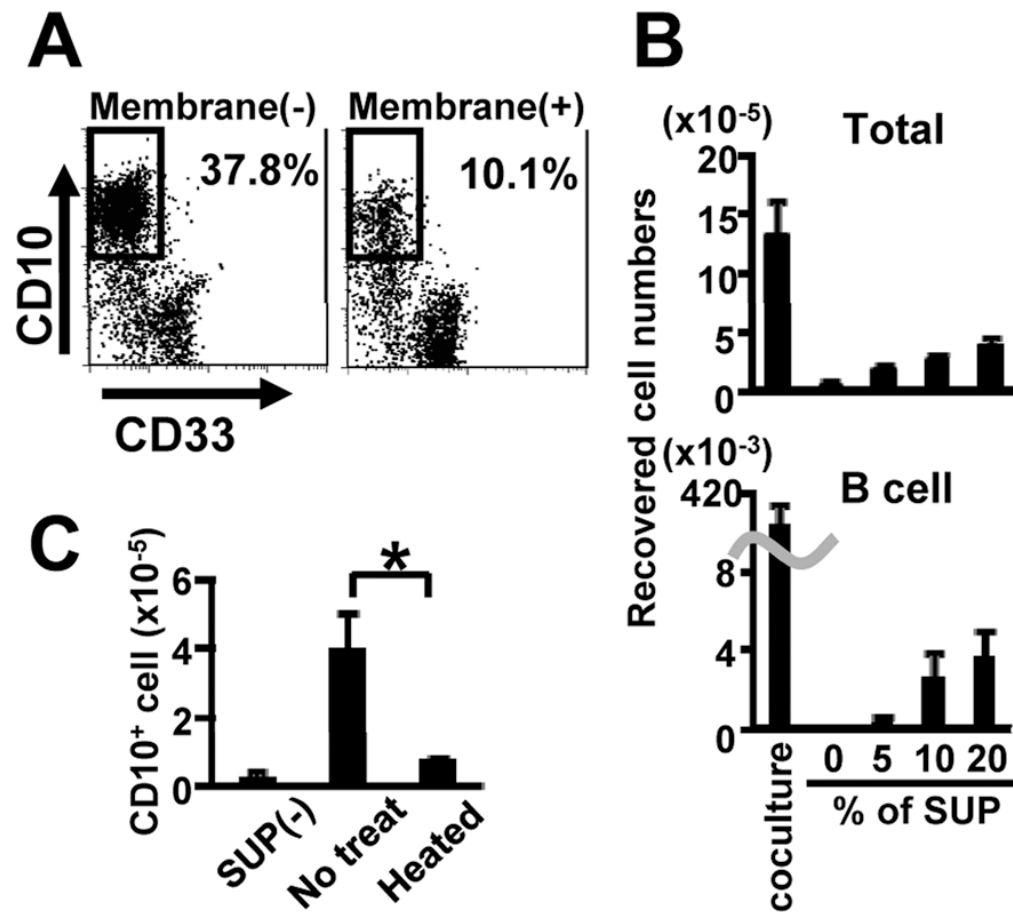 A
Membrane(-)
37.8%
Membrane(+)
10.1%
CD10
CD33
B
(x10-5)
Total
20
15
10
5
0
Recovered cell numbers
(x10-3)
B cell
420
8
4
0
coculture
0 5 10 20
% of SUP
C
CD10+ cell (x10-5)
6
4
2
0
*
SUP(-)
No treat
Heated